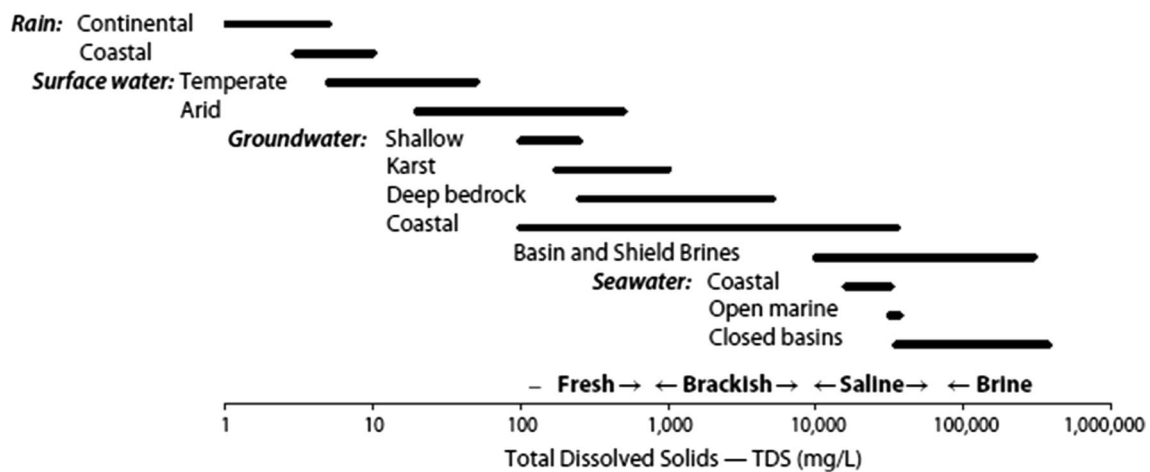 Rain: Continental
Coastal
Surface water: Temperate
Arid
Groundwater: Shallow
Karst
Deep bedrock
Coastal
Basin and Shield Brines
Seawater: Coastal
Open marine
Closed basins
– Fresh → ← Brackish → ← Saline → ← Brine
1 10 100 1,000 10,000 100,000 1,000,000
Total Dissolved Solids — TDS (mg/L)